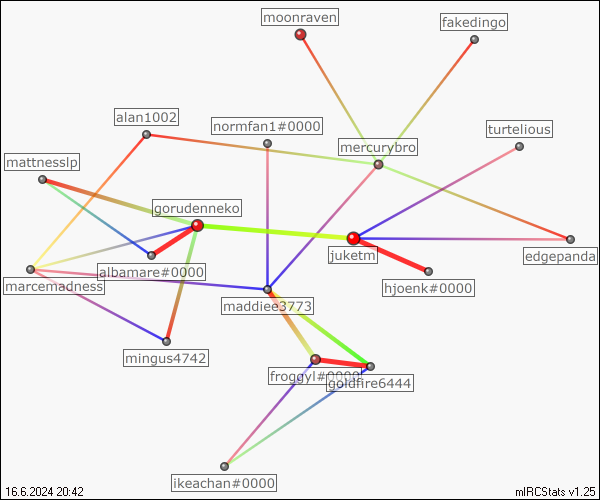 moonraven
fakedingo
alan1002
normfan1#0000
turtelious
mercurybro
mattnesslp
gorudenneko
juketm
edgepanda
albamare#0000
marcemadness
hjoenk#0000
maddiee3773
mingus4742
froggyl#0000
goldfire6444
ikeachan#0000
16.6.2024 20:42
mIRCStats v1.25